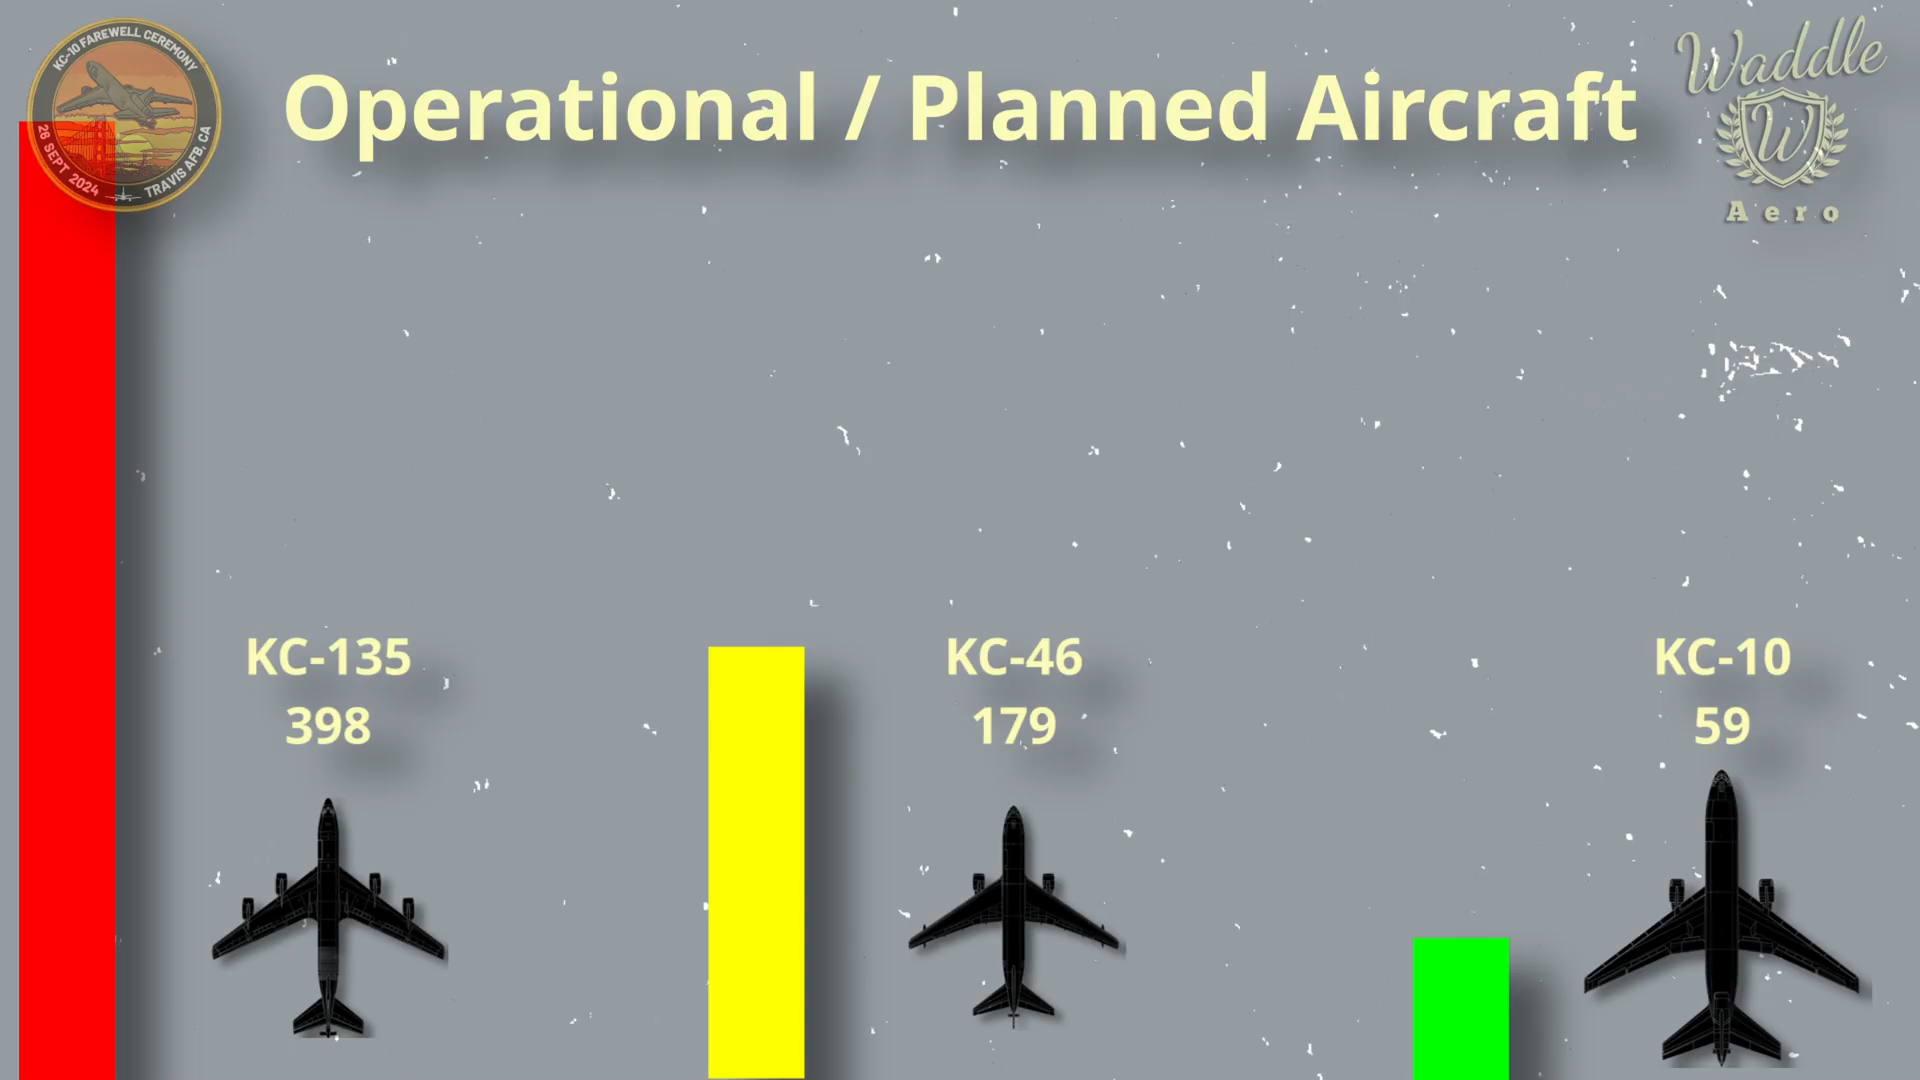 KC-10 FAREWELL CEREMONY
26 SEPT 2024
TRAVIS AFB, CA
Operational / Planned Aircraft
Waddle
W
Aero
KC-135
398
KC-46
179
KC-10
59